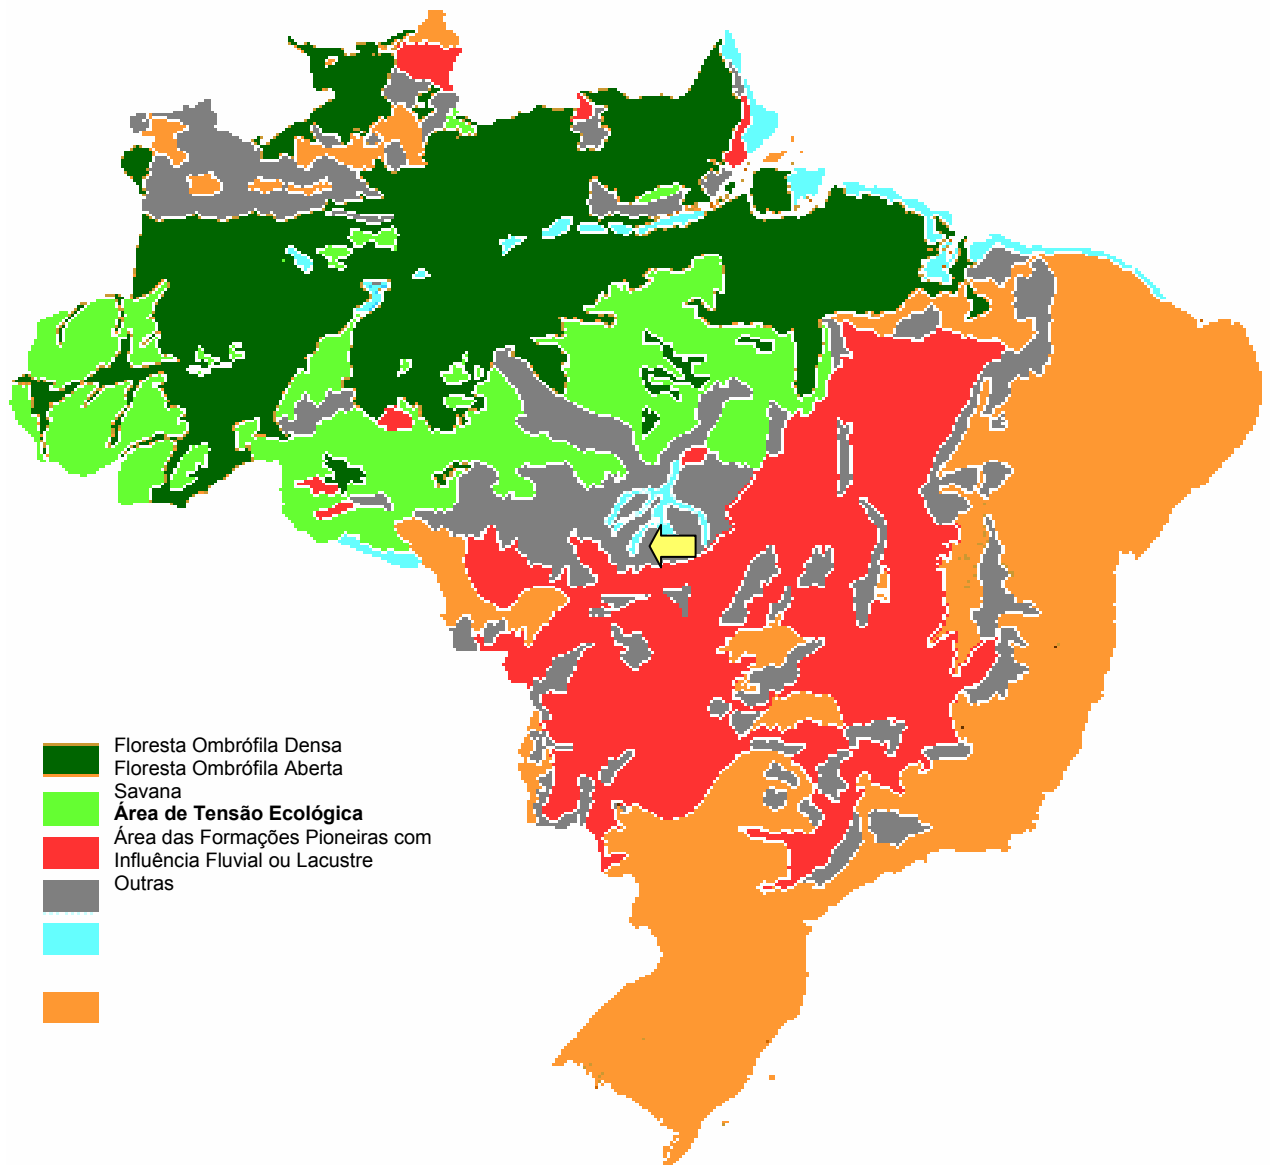 Floresta Ombrófila Densa
Floresta Ombrófila Aberta
Savana
Área de Tensão Ecológica
Área das Formações Pioneiras com
Influência Fluvial ou Lacustre
Outras